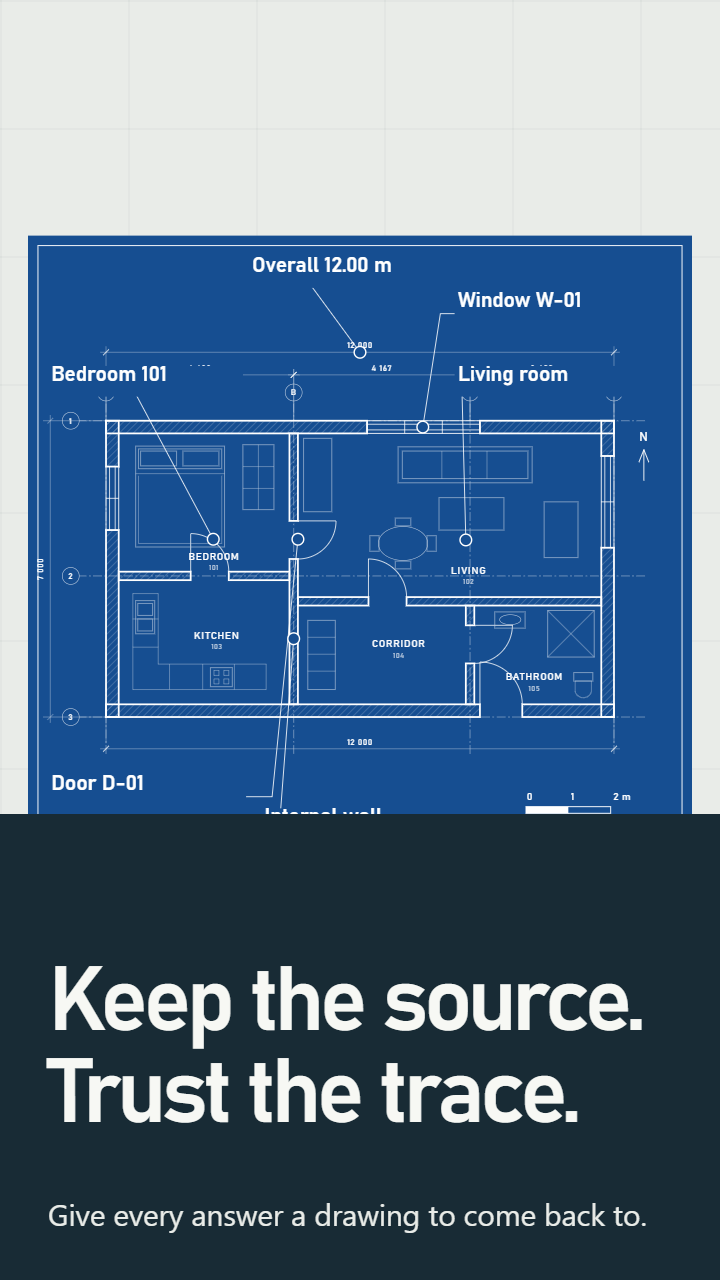 Overall 12.00 m
Window W-01
12 000
4 167
Bedroom 101
Living room
B
1
N
BEDROOM
101
7 000
2
LIVING
102
KITCHEN
103
CORRIDOR
104
BATHROOM
105
3
12 000
Door D-01
0 1 2 m
Internal wall
Keep the source.
Trust the trace.
Give every answer a drawing to come back to.